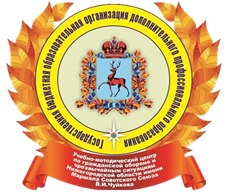 Государственная бюджетная образовательная организация дополнительного профессионального образования
Учебно-методический центр
по гражданской обороне и
чрезвычайным ситуациям
Нижегородской области имени
Маршала Советского Союза
В.И.Чуйкова